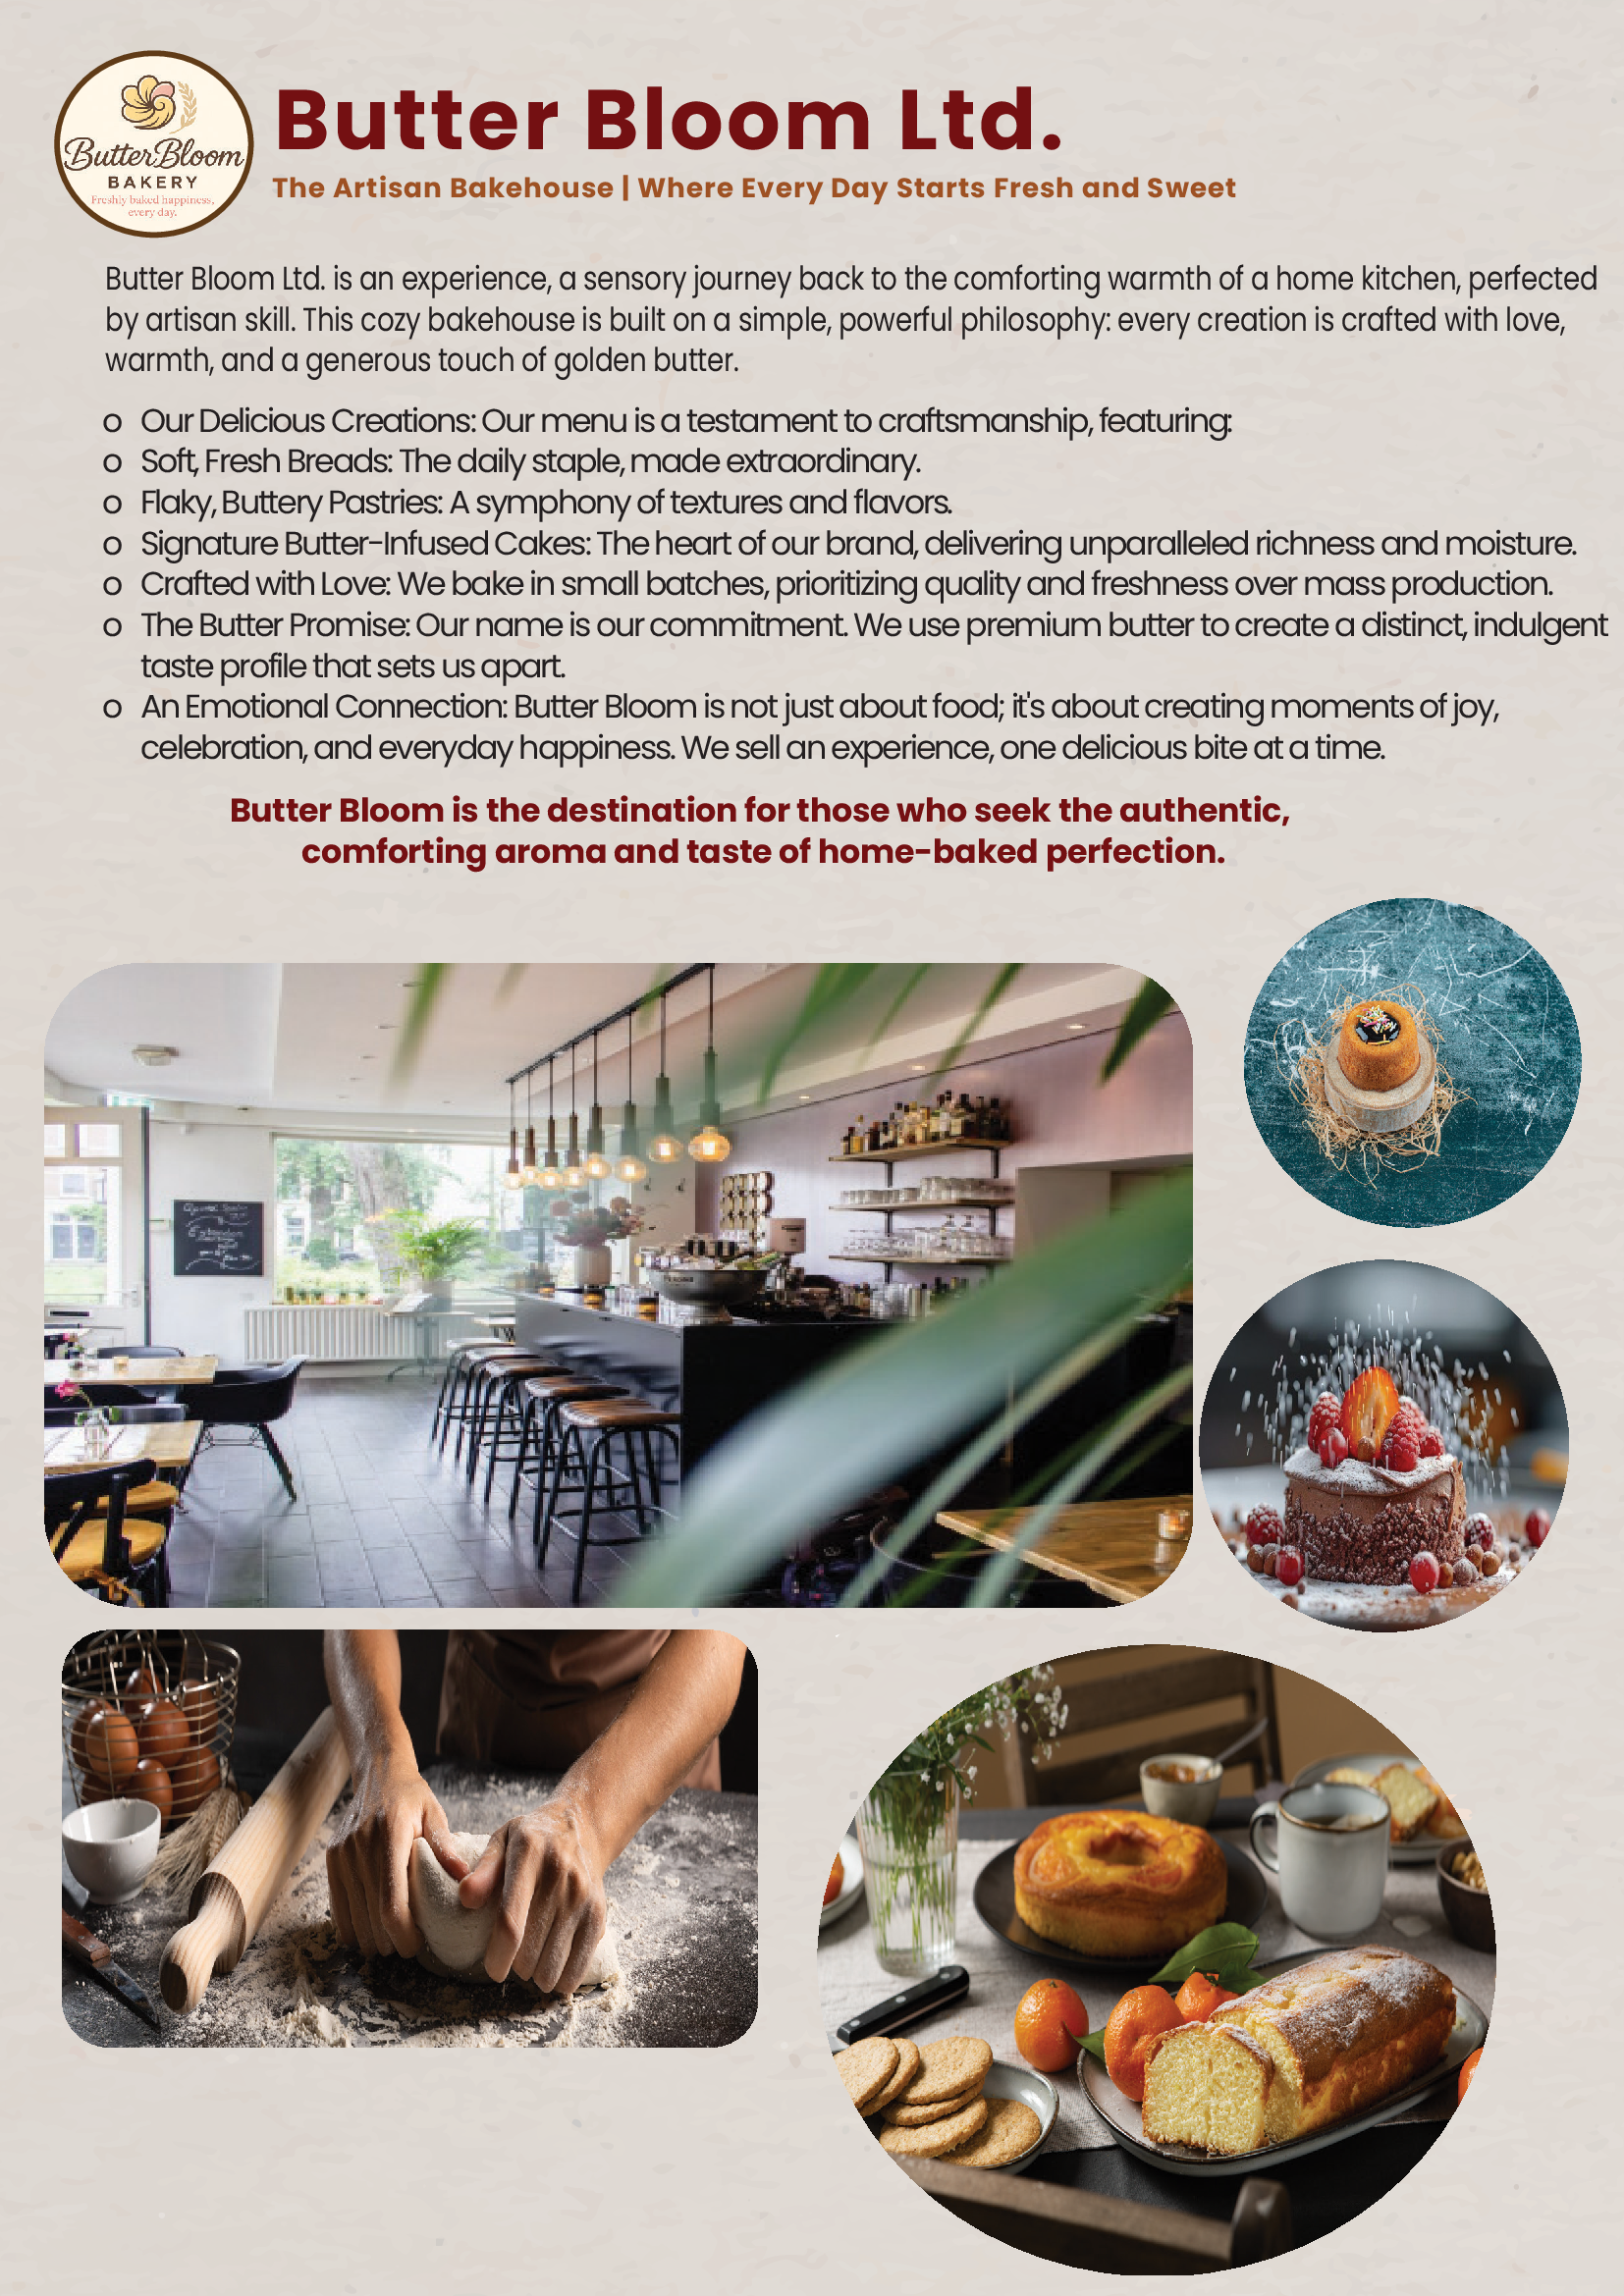 ButterBloom
BAKERY
Freshly baked happiness,
every day.
Butter Bloom Ltd.
The Artisan Bakehouse | Where Every Day Starts Fresh and Sweet
Butter Bloom Ltd. is an experience, a sensory journey back to the comforting warmth of a home kitchen, perfected
by artisan skill. This cozy bakehouse is built on a simple, powerful philosophy: every creation is crafted with love,
warmth, and a generous touch of golden butter.
o Our Delicious Creations: Our menu is a testament to craftsmanship, featuring:
o Soft, Fresh Breads: The daily staple, made extraordinary.
o Flaky, Buttery Pastries: A symphony of textures and flavors.
o Signature Butter-Infused Cakes: The heart of our brand, delivering unparalleled richness and moisture.
o Crafted with Love: We bake in small batches, prioritizing quality and freshness over mass production.
o The Butter Promise: Our name is our commitment. We use premium butter to create a distinct, indulgent
taste profile that sets us apart.
o An Emotional Connection: Butter Bloom is not just about food; it's about creating moments of joy,
celebration, and everyday happiness. We sell an experience, one delicious bite at a time.
Butter Bloom is the destination for those who seek the authentic,
comforting aroma and taste of home-baked perfection.